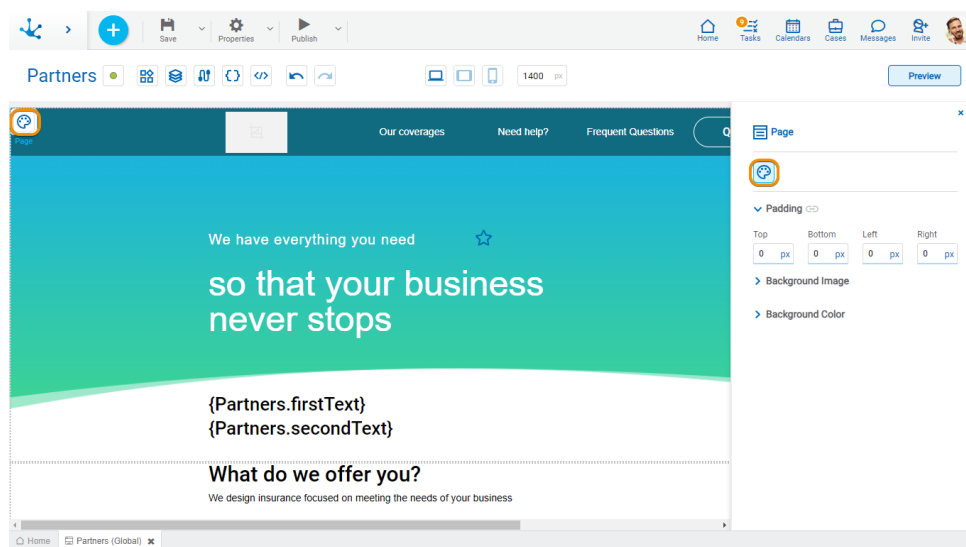 Save
Properties
Publish
Home
9
Tasks
Calendars
Cases
Messages
Invite
Partners
1400 px
Preview
Page
Our coverages
Need help?
Frequent Questions
Q
We have everything you need
so that your business
never stops
{Partners.firstText}
{Partners.secondText}
What do we offer you?
We design insurance focused on meeting the needs of your business
Page
Padding
Top Bottom Left Right
0 px 0 px 0 px 0 px
Background Image
Background Color
Home
Partners (Global)